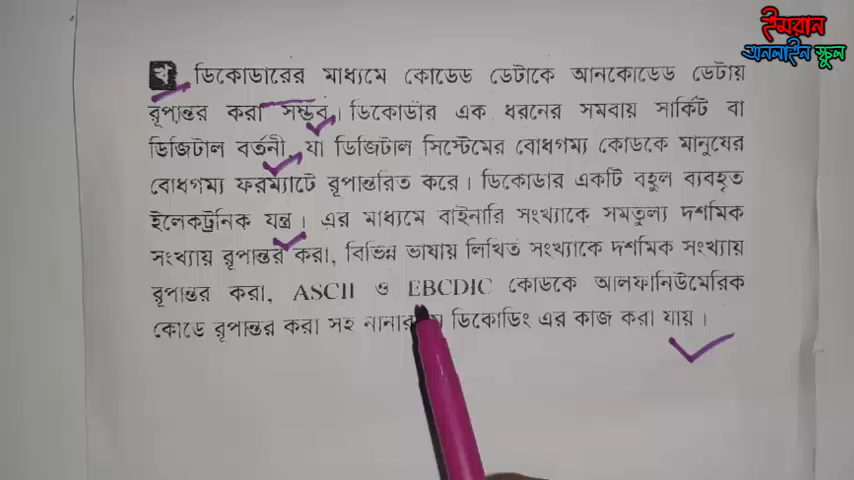 ইমরান
অনলাইন স্কুল
খ ডিকোডারের মাধ্যমে কোডেড ডেটাকে আনকোডেড ডেটায়
রূপান্তর করা সম্ভব। ডিকোডার এক ধরনের সমবায় সার্কিট বা
ডিজিটাল বর্তনী যা ডিজিটাল সিস্টেমের বোধগম্য কোডকে মানুষের
বোধগম্য ফরম্যাটে রূপান্তরিত করে। ডিকোডার একটি বহুল ব্যবহৃত
ইলেকট্রনিক যন্ত্র। এর মাধ্যমে বাইনারি সংখ্যাকে সমতুল্য দশমিক
সংখ্যায় রূপান্তর করা, বিভিন্ন ভাষায় লিখিত সংখ্যাকে দশমিক সংখ্যায়
রূপান্তর করা, ASCII ও EBCDIC কোডকে আলফানিউমেরিক
কোডে রূপান্তর করা সহ ডিকোডিং এর কাজ করা যায়।